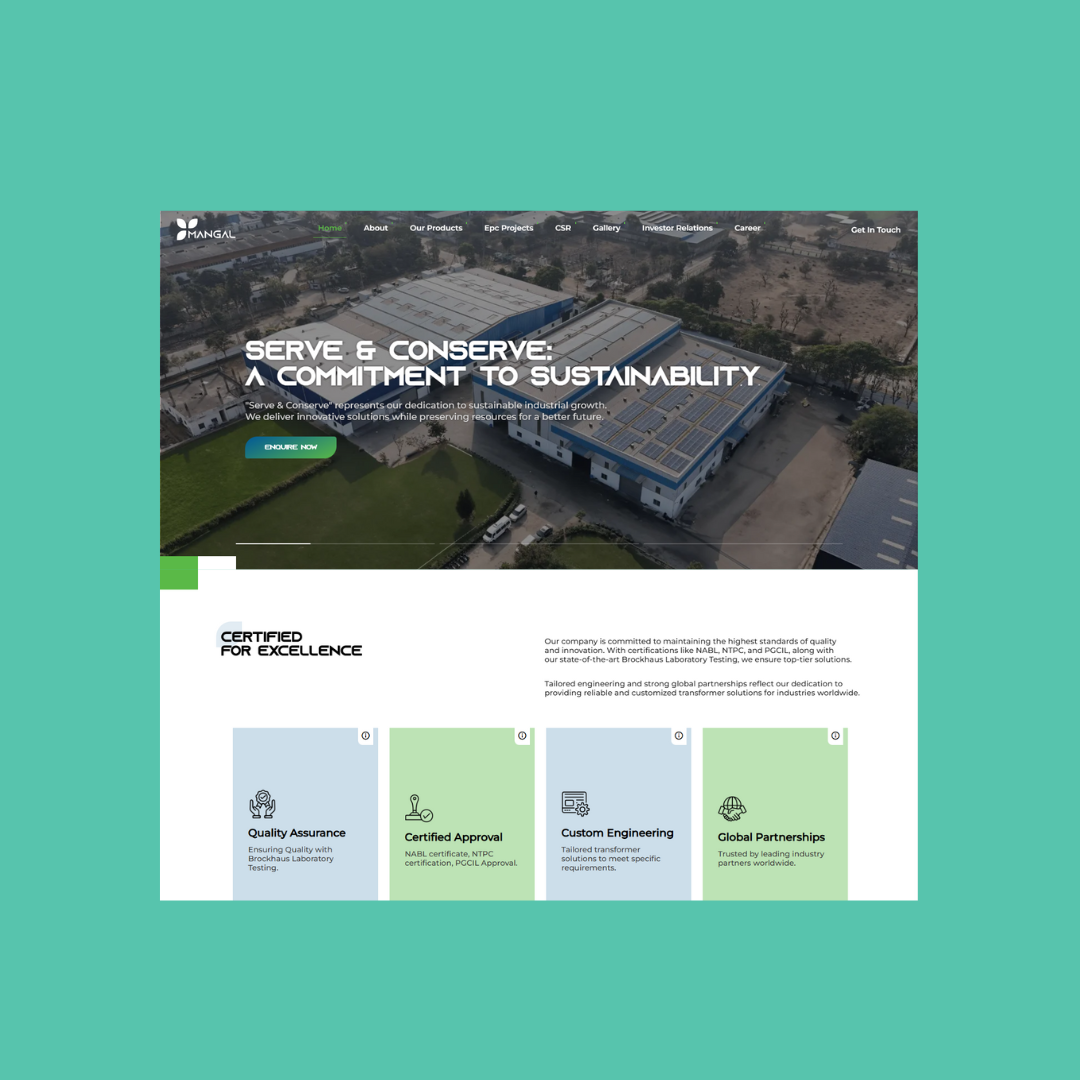 MANGAL
Home About Our Products Epc Projects CSR Gallery Investor Relations Career
Get In Touch
SERVE & CONSERVE:
A COMMITMENT TO SUSTAINABILITY
"Serve & Conserve" represents our dedication to sustainable industrial growth.
We deliver innovative solutions while preserving resources for a better future.
ENQUIRE NOW
CERTIFIED
FOR EXCELLENCE
Our company is committed to maintaining the highest standards of quality
and innovation. With certifications like NABL, NTPC, and PGCIL, along with
our state-of-the-art Brockhaus Laboratory Testing, we ensure top-tier solutions.
Tailored engineering and strong global partnerships reflect our dedication to
providing reliable and customized transformer solutions for industries worldwide.
Quality Assurance
Ensuring Quality with
Brockhaus Laboratory
Testing.
Certified Approval
NABL certificate, NTPC
certification, PGCIL Approval.
Custom Engineering
Tailored transformer
solutions to meet specific
requirements.
Global Partnerships
Trusted by leading industry
partners worldwide.